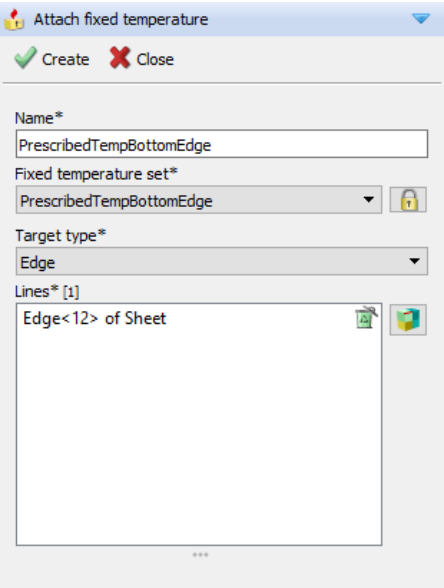 Attach fixed temperature
Create Close
Name*
PrescribedTempBottomEdge
Fixed temperature set*
PrescribedTempBottomEdge
Target type*
Edge
Lines* [1]
Edge<12> of Sheet